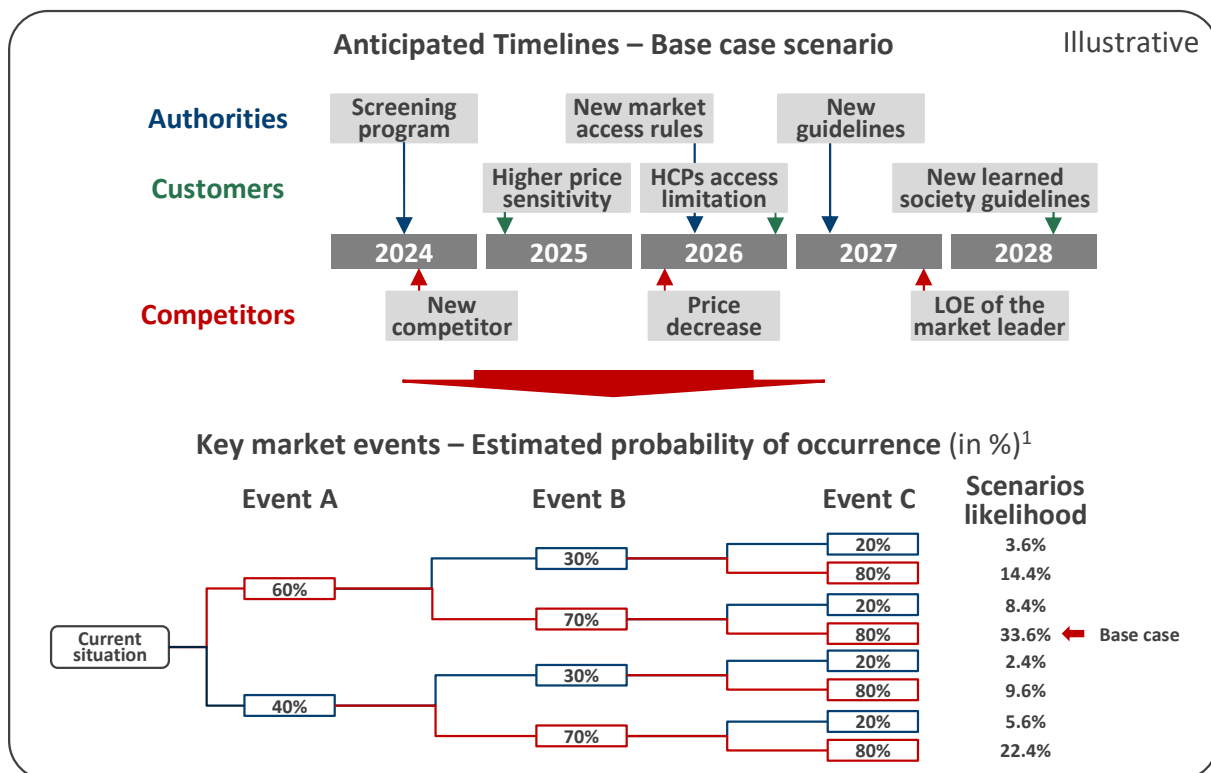 Anticipated Timelines – Base case scenario
Illustrative
Authorities
Screening
program
New market
access rules
New
guidelines
Customers
Higher price
sensitivity
HCPs access
limitation
New learned
society guidelines
2024
2025
2026
2027
2028
Competitors
New
competitor
Price
decrease
LOE of the
market leader
Key market events – Estimated probability of occurrence (in %)1
Event A
Event B
Event C
Scenarios
likelihood
20%
3.6%
30%
80%
14.4%
60%
20%
8.4%
70%
80%
33.6%
Base case
Current
situation
20%
2.4%
30%
80%
9.6%
40%
20%
5.6%
70%
80%
22.4%